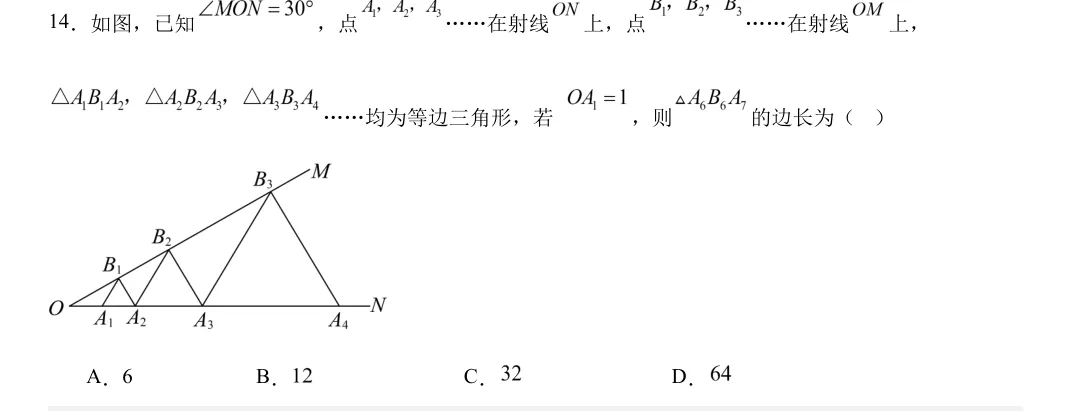 14．如图，已知∠MON = 30°，点A₁，A₂，A₃……在射线ON上，点B₁，B₂，B₃……在射线OM上，
△A₁B₁A₂，△A₂B₂A₃，△A₃B₃A₄……均为等边三角形，若OA₁ = 1，则△A₆B₆A₇的边长为（ ）
M
B₃
B₂
B₁
O A₁ A₂ A₃ A₄ N
A．6 B．12 C．32 D．64